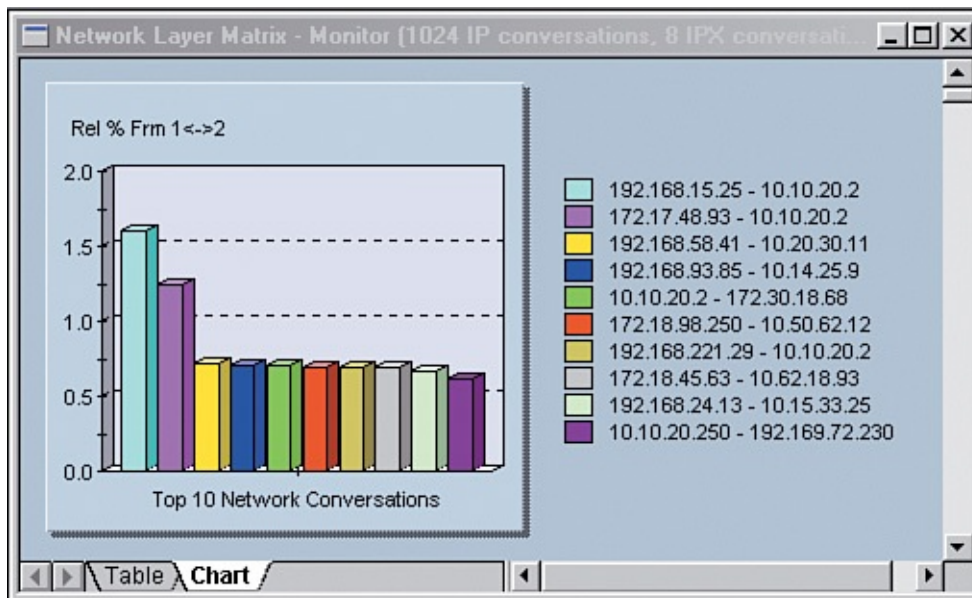 Network Layer Matrix - Monitor (1024 IP conversations, 8 IPX conversati...
Rel % Frm 1<->2
2.0
1.5
1.0
0.5
0.0
Top 10 Network Conversations
192.168.15.25 - 10.10.20.2
172.17.48.93 - 10.10.20.2
192.168.58.41 - 10.20.30.11
192.168.93.85 - 10.14.25.9
10.10.20.2 - 172.30.18.68
172.18.98.250 - 10.50.62.12
192.168.221.29 - 10.10.20.2
172.18.45.63 - 10.62.18.93
192.168.24.13 - 10.15.33.25
10.10.20.250 - 192.169.72.230
Table
Chart